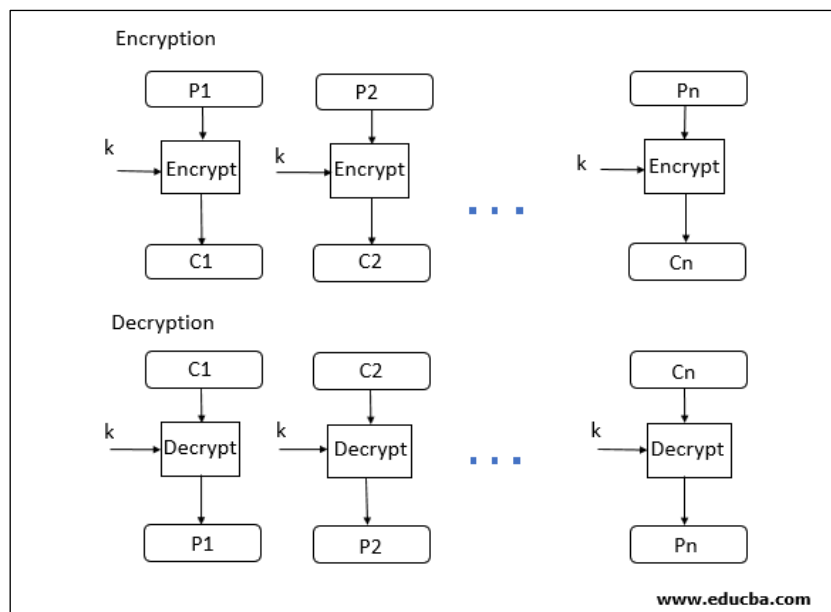 Encryption
P1 P2 Pn
k Encrypt k Encrypt k Encrypt
C1 C2 Cn
Decryption
C1 C2 Cn
k Decrypt k Decrypt k Decrypt
P1 P2 Pn
www.educba.com